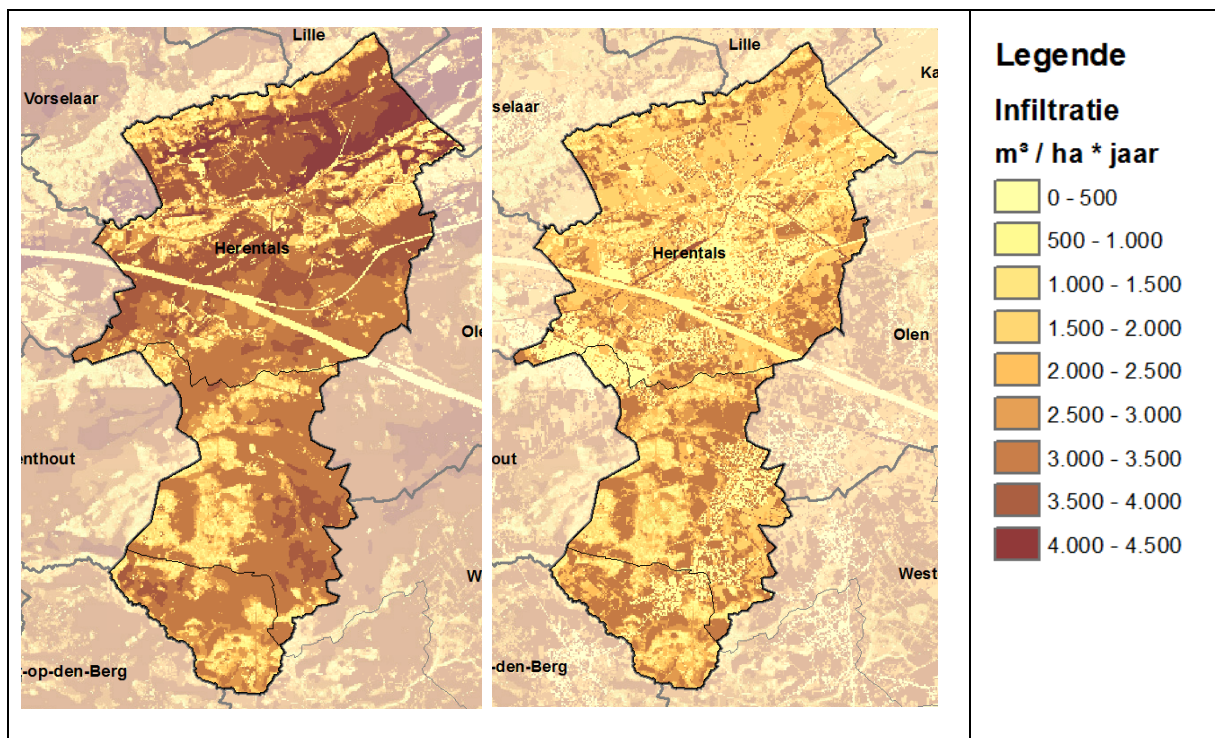 Lille
Vorselaar
Herentals
Ole
enthout
W
r-op-den-Berg
Lille
Ka
sselaar
Herentals
Olen
out
West
-den-Berg
Legende
Infiltratie
m³ / ha * jaar
0 - 500
500 - 1.000
1.000 - 1.500
1.500 - 2.000
2.000 - 2.500
2.500 - 3.000
3.000 - 3.500
3.500 - 4.000
4.000 - 4.500